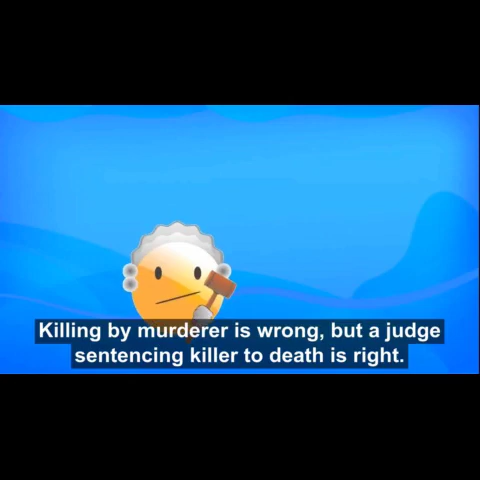 Killing by murderer is wrong, but a judge
sentencing killer to death is right.